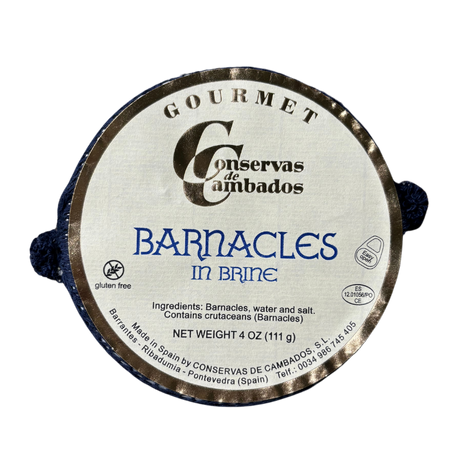 GOURMET
Conservas
de
Cambados
BARNACLES
IN BRINE
Easy
open
gluten free
ES
12.01056/PO
CE
Ingredients: Barnacles, water and salt.
Contains crutaceans (Barnacles)
NET WEIGHT 4 OZ (111 g)
Made in Spain by CONSERVAS DE CAMBADOS, S.L.
Barrantes - Ribadumia - Pontevedra (Spain) Telf.: 0034 986 745 405